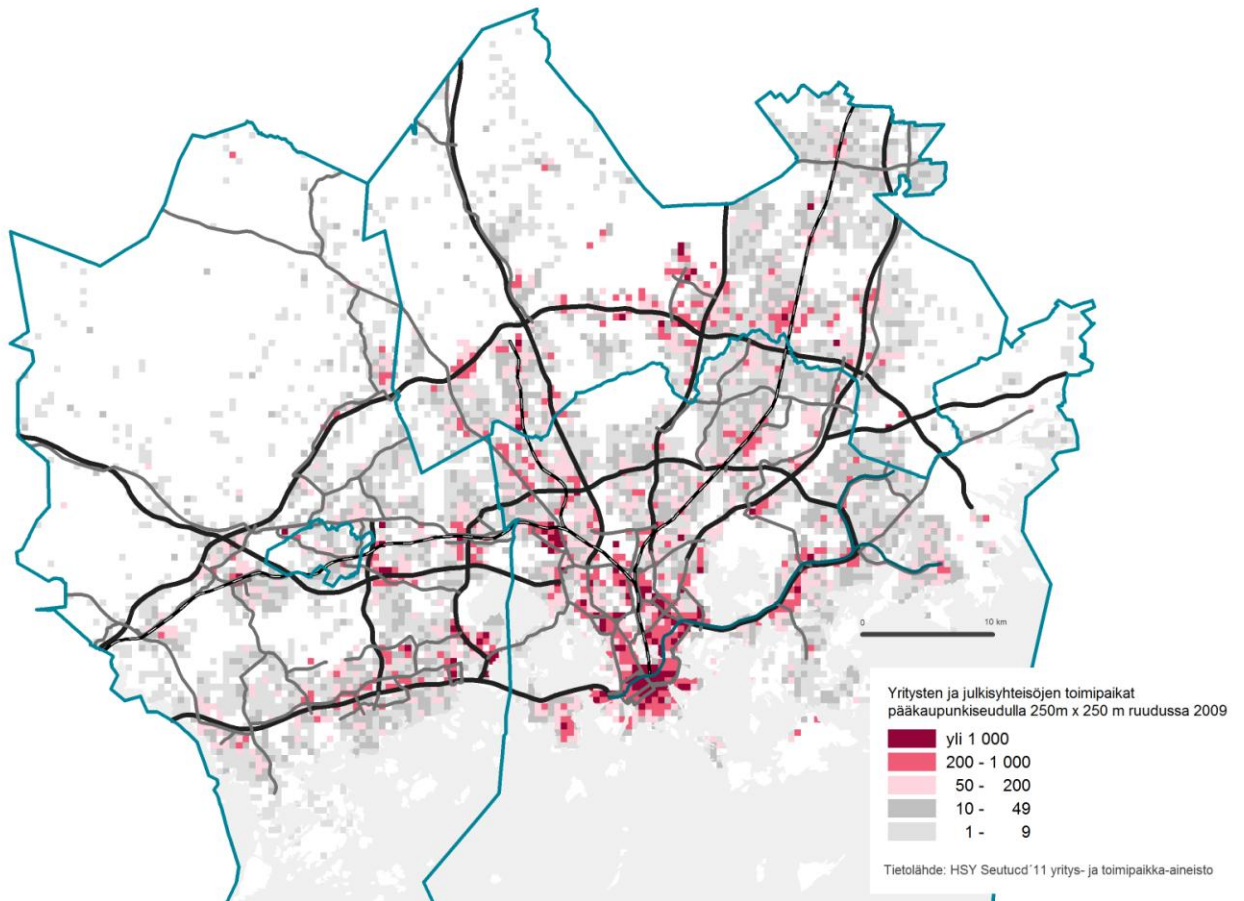 0 10 km
Yritysten ja julkisyhteisöjen toimipaikat
pääkaupunkiseudulla 250m x 250 m ruudussa 2009
yli 1 000
200 - 1 000
50 - 200
10 - 49
1 - 9
Tietolähde: HSY Seutucd´11 yritys- ja toimipaikka-aineisto